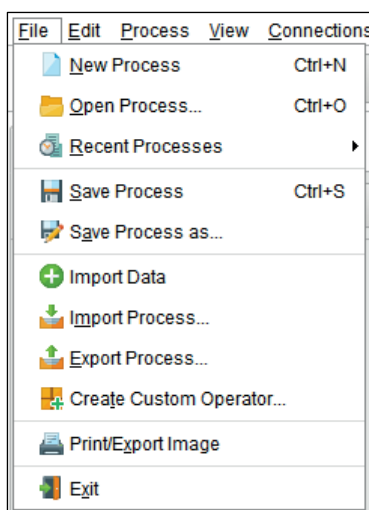 File Edit Process View Connections
New Process Ctrl+N
Open Process... Ctrl+O
Recent Processes
Save Process Ctrl+S
Save Process as...
Import Data
Import Process...
Export Process...
Create Custom Operator...
Print/Export Image
Exit